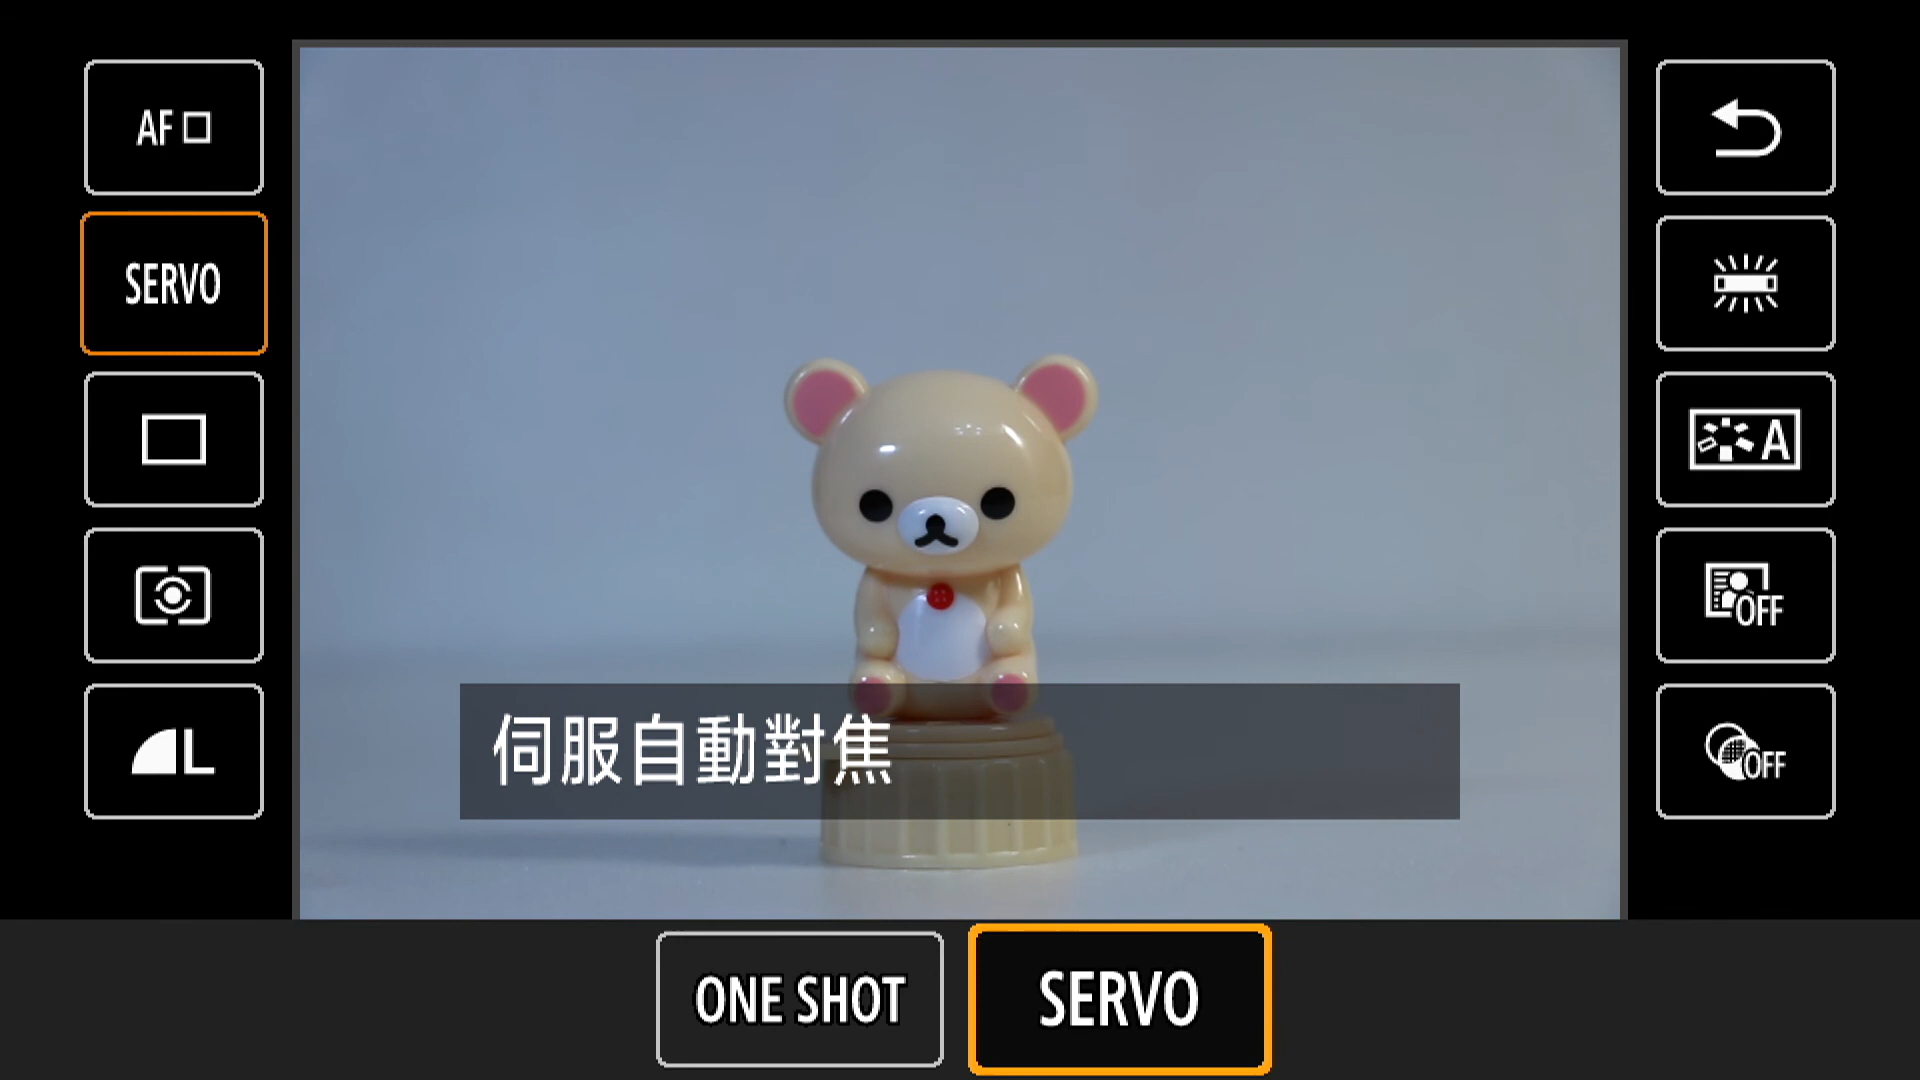 AF
SERVO
L
A
OFF
OFF
伺服自動對焦
ONE SHOT
SERVO